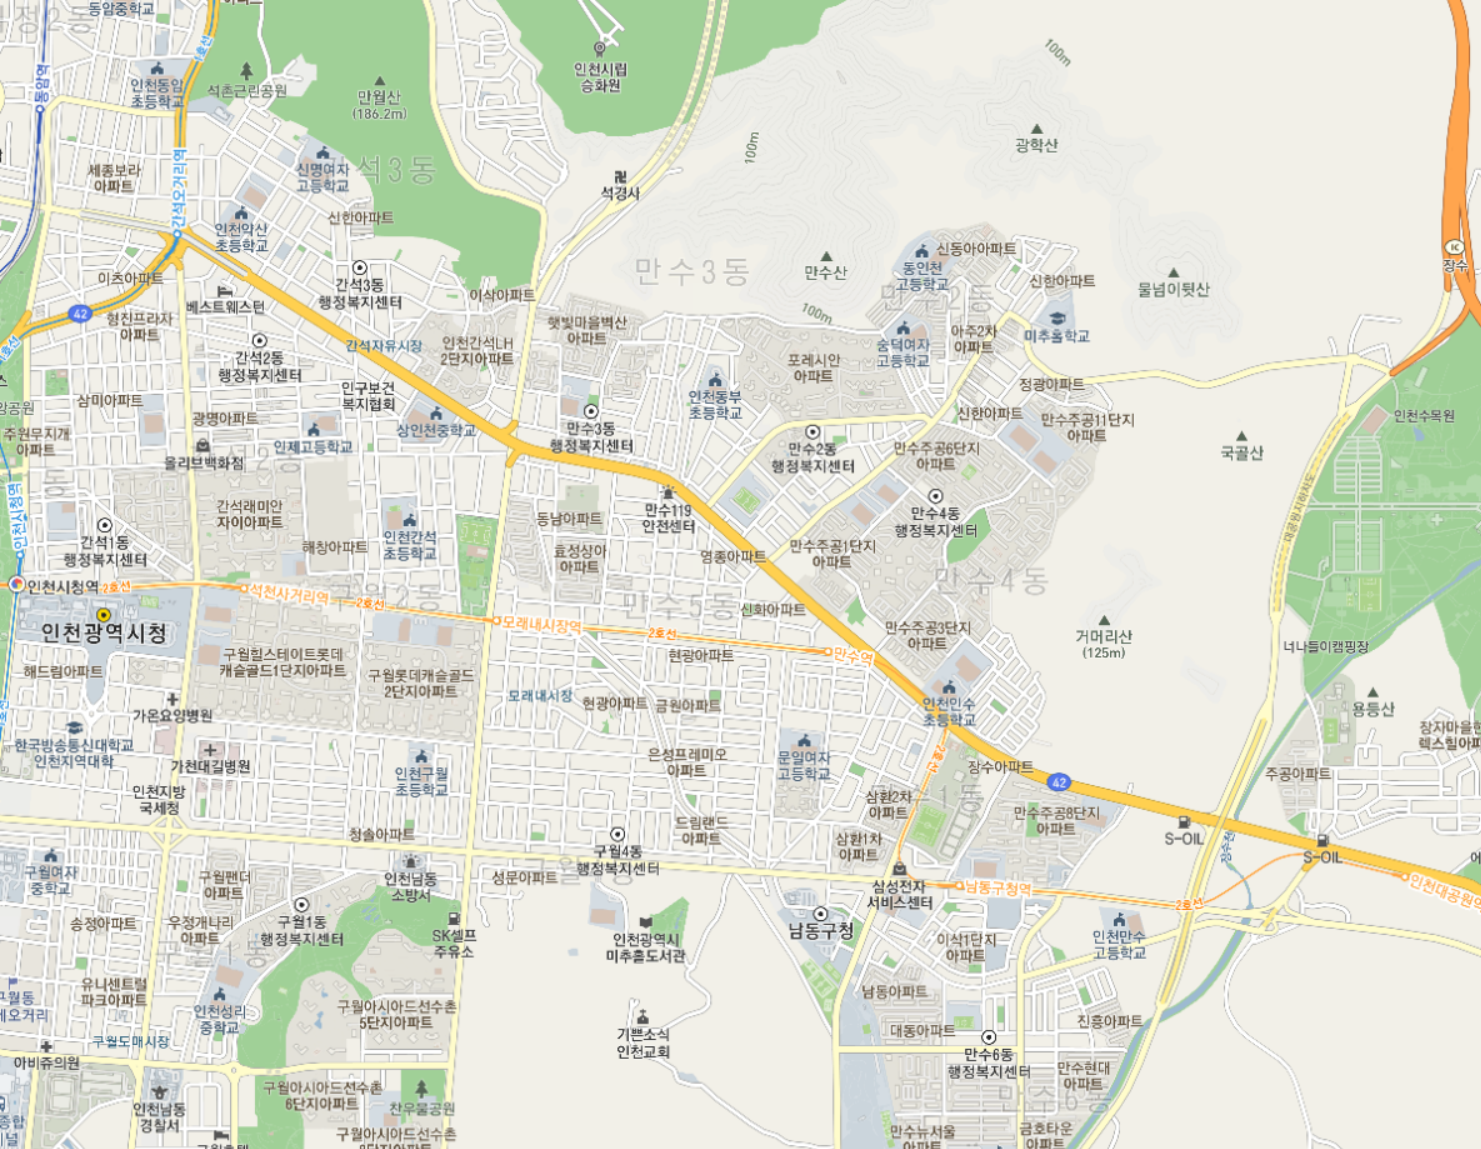 동암중학교
인천시립
승화원
100m
동암역
인천동암
초등학교
석촌근린공원
만월산
(186.2m)
1호선
광학산
100m
간석오거리역
세종보라
아파트
신명여자
고등학교
석3동
석경사
인천약산
초등학교
신한아파트
만수3동
만수산
동인천
고등학교
신동아아파트
신한아파트
물넘이뒷산
장수
IC
이츠아파트
간석3동
행정복지센터
베스트웨스턴
이삭아파트
만수2동
42
형진프라자
아파트
100m
햇빛마을벽산
아파트
숭덕여자
고등학교
아주2차
아파트
미추홀학교
간석2동
행정복지센터
간석자유시장
인천간석LH
2단지아파트
포레시안
아파트
정광아파트
삼미아파트
인구보건
복지협회
인천동부
초등학교
신한아파트
만수주공11단지
아파트
인천수목원
광명아파트
상인천중학교
만수3동
행정복지센터
만수2동
행정복지센터
주원무지개
아파트
인제고등학교
올리브백화점
만수주공6단지
아파트
국골산
인천시청역
간석래미안
자이아파트
만수119
안전센터
만수4동
행정복지센터
동남아파트
간석1동
행정복지센터
해창아파트
인천간석
초등학교
효성상아
아파트
영종아파트
만수주공1단지
아파트
만수4동
인천시청역
2호선
석천사거리역
2호선
만수5동
신화아파트
인천광역시청
모래내시장역
2호선
만수역
만수주공3단지
아파트
거머리산
(125m)
해드림아파트
구월힐스테이트롯데
캐슬골드1단지아파트
구월롯데캐슬골드
2단지아파트
현광아파트
너나들이캠핑장
모래내시장
현광아파트
금원아파트
인천인수
초등학교
용등산
가온요양병원
한국방송통신대학교
인천지역대학
가천대길병원
인천구월
초등학교
은성프레미오
아파트
문일여자
고등학교
2호선
장수아파트
42
주공아파트
인천지방
국세청
삼환2차
아파트
만수주공8단지
아파트
창솔아파트
드림랜드
아파트
삼환1차
아파트
S-OIL
장수천
S-OIL
구월여자
중학교
구월팬더
아파트
인천남동
소방서
구월4동
행정복지센터
성문아파트
삼성전자
서비스센터
남동구청역
2호선
인천대공원역
송정아파트
우정개나리
아파트
구월1동
행정복지센터
SK셀프
주유소
인천광역시
미추홀도서관
남동구청
이삭1단지
아파트
인천만수
고등학교
유니센트럴
파크아파트
인천성리
중학교
구월아시아드선수촌
5단지아파트
기쁜소식
인천교회
남동아파트
대동아파트
진흥아파트
구월도매시장
아비쥬의원
만수6동
행정복지센터
만수현대
아파트
구월아시아드선수촌
6단지아파트
찬우물공원
만수6동
인천남동
경찰서
구월아시아드선수촌
만수뉴서울
아파트
금호타운
아파트